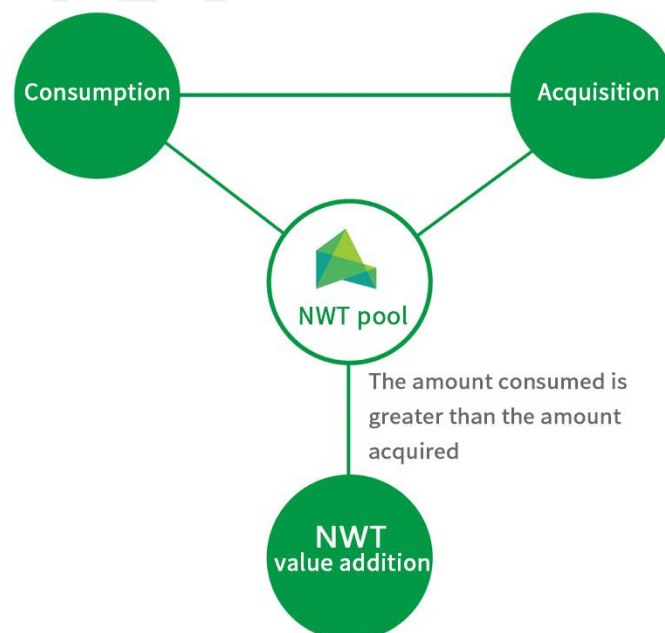 Consumption
Acquisition
NWT pool
The amount consumed is
greater than the amount
acquired
NWT
value addition